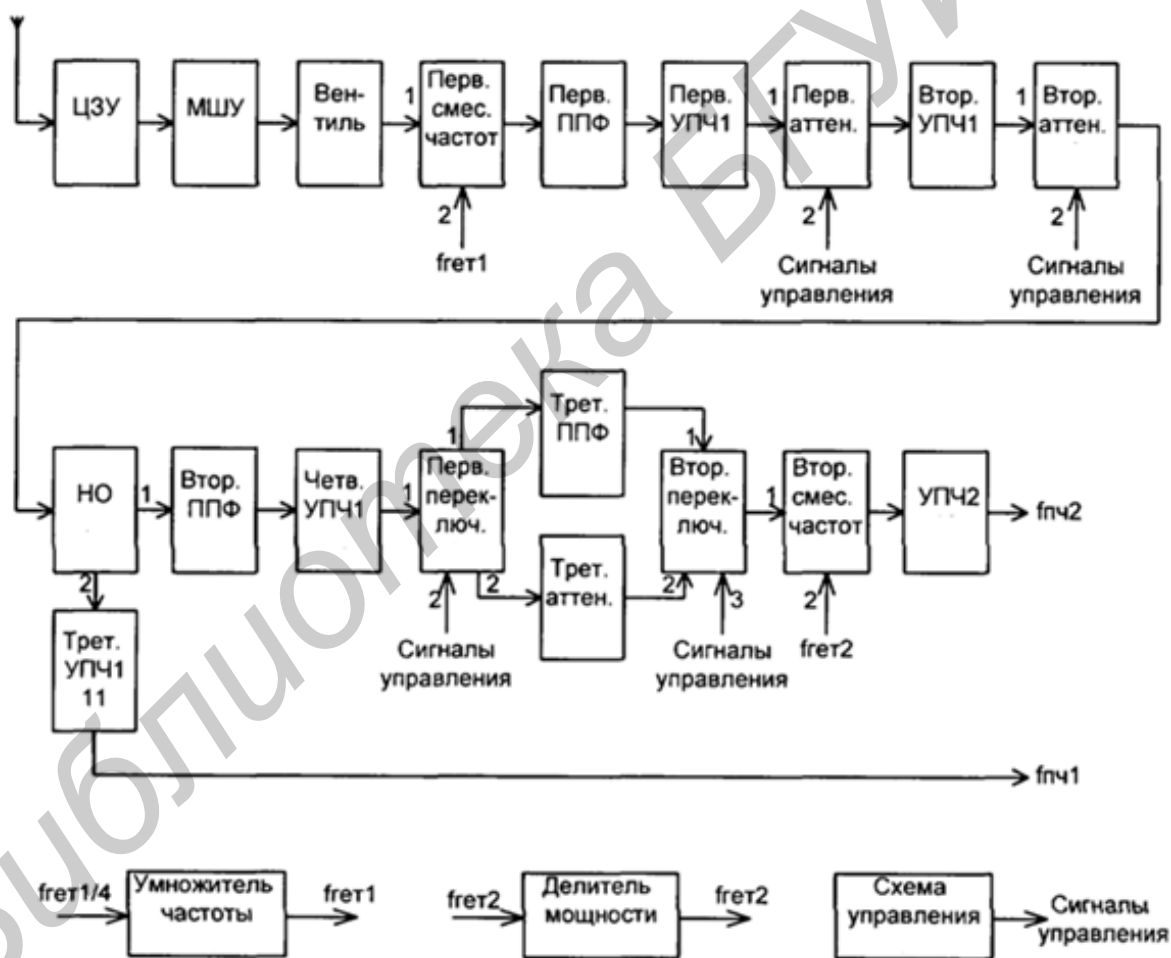 ЦЗУ
МШУ
Вен-
тиль
1
Перв.
смес.
частот
2
fгет1
Перв.
ППФ
Перв.
УПЧ1
1
Перв.
аттен.
2
Сигналы
управления
Втор.
УПЧ1
1
Втор.
аттен.
2
Сигналы
управления
НО
1
2
Втор.
ППФ
Четв.
УПЧ1
1
Перв.
перек-
люч.
1
2
2
Сигналы
управления
Трет.
ППФ
Трет.
аттен.
1
Втор.
перек-
люч.
2
3
Сигналы
управления
1
Втор.
смес.
частот
2
fгет2
УПЧ2
fпч2
Трет.
УПЧ1
11
fпч1
fгет1/4
Умножитель
частоты
fгет1
fгет2
Делитель
мощности
fгет2
Схема
управления
Сигналы
управления